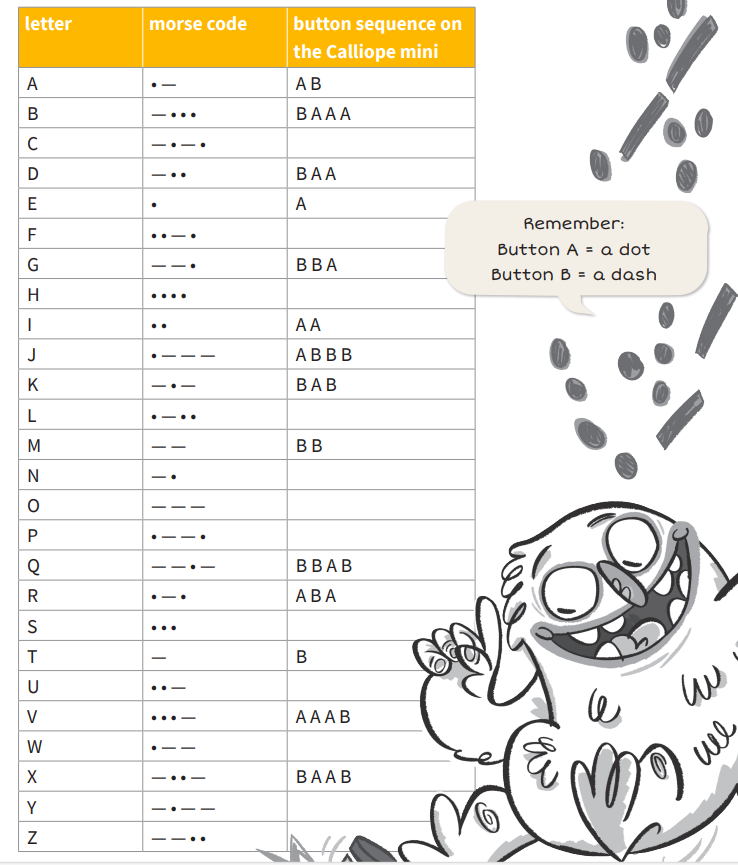 letter morse code button sequence on
the Calliope mini
A •— A B
B —••• B A A A
C —•—•
D —•• B A A
E • A
F ••—•
G ——• B B A
H ••••
I •• A A
J •——— A B B B
K —•— B A B
L •—••
M —— B B
N —•
O ———
P •——•
Q ——•— B B A B
R •—• A B A
S •••
T — B
U ••—
V •••— A A A B
W •——
X —••— B A A B
Y —•——
Z ——••
Remember:
Button A = a dot
Button B = a dash